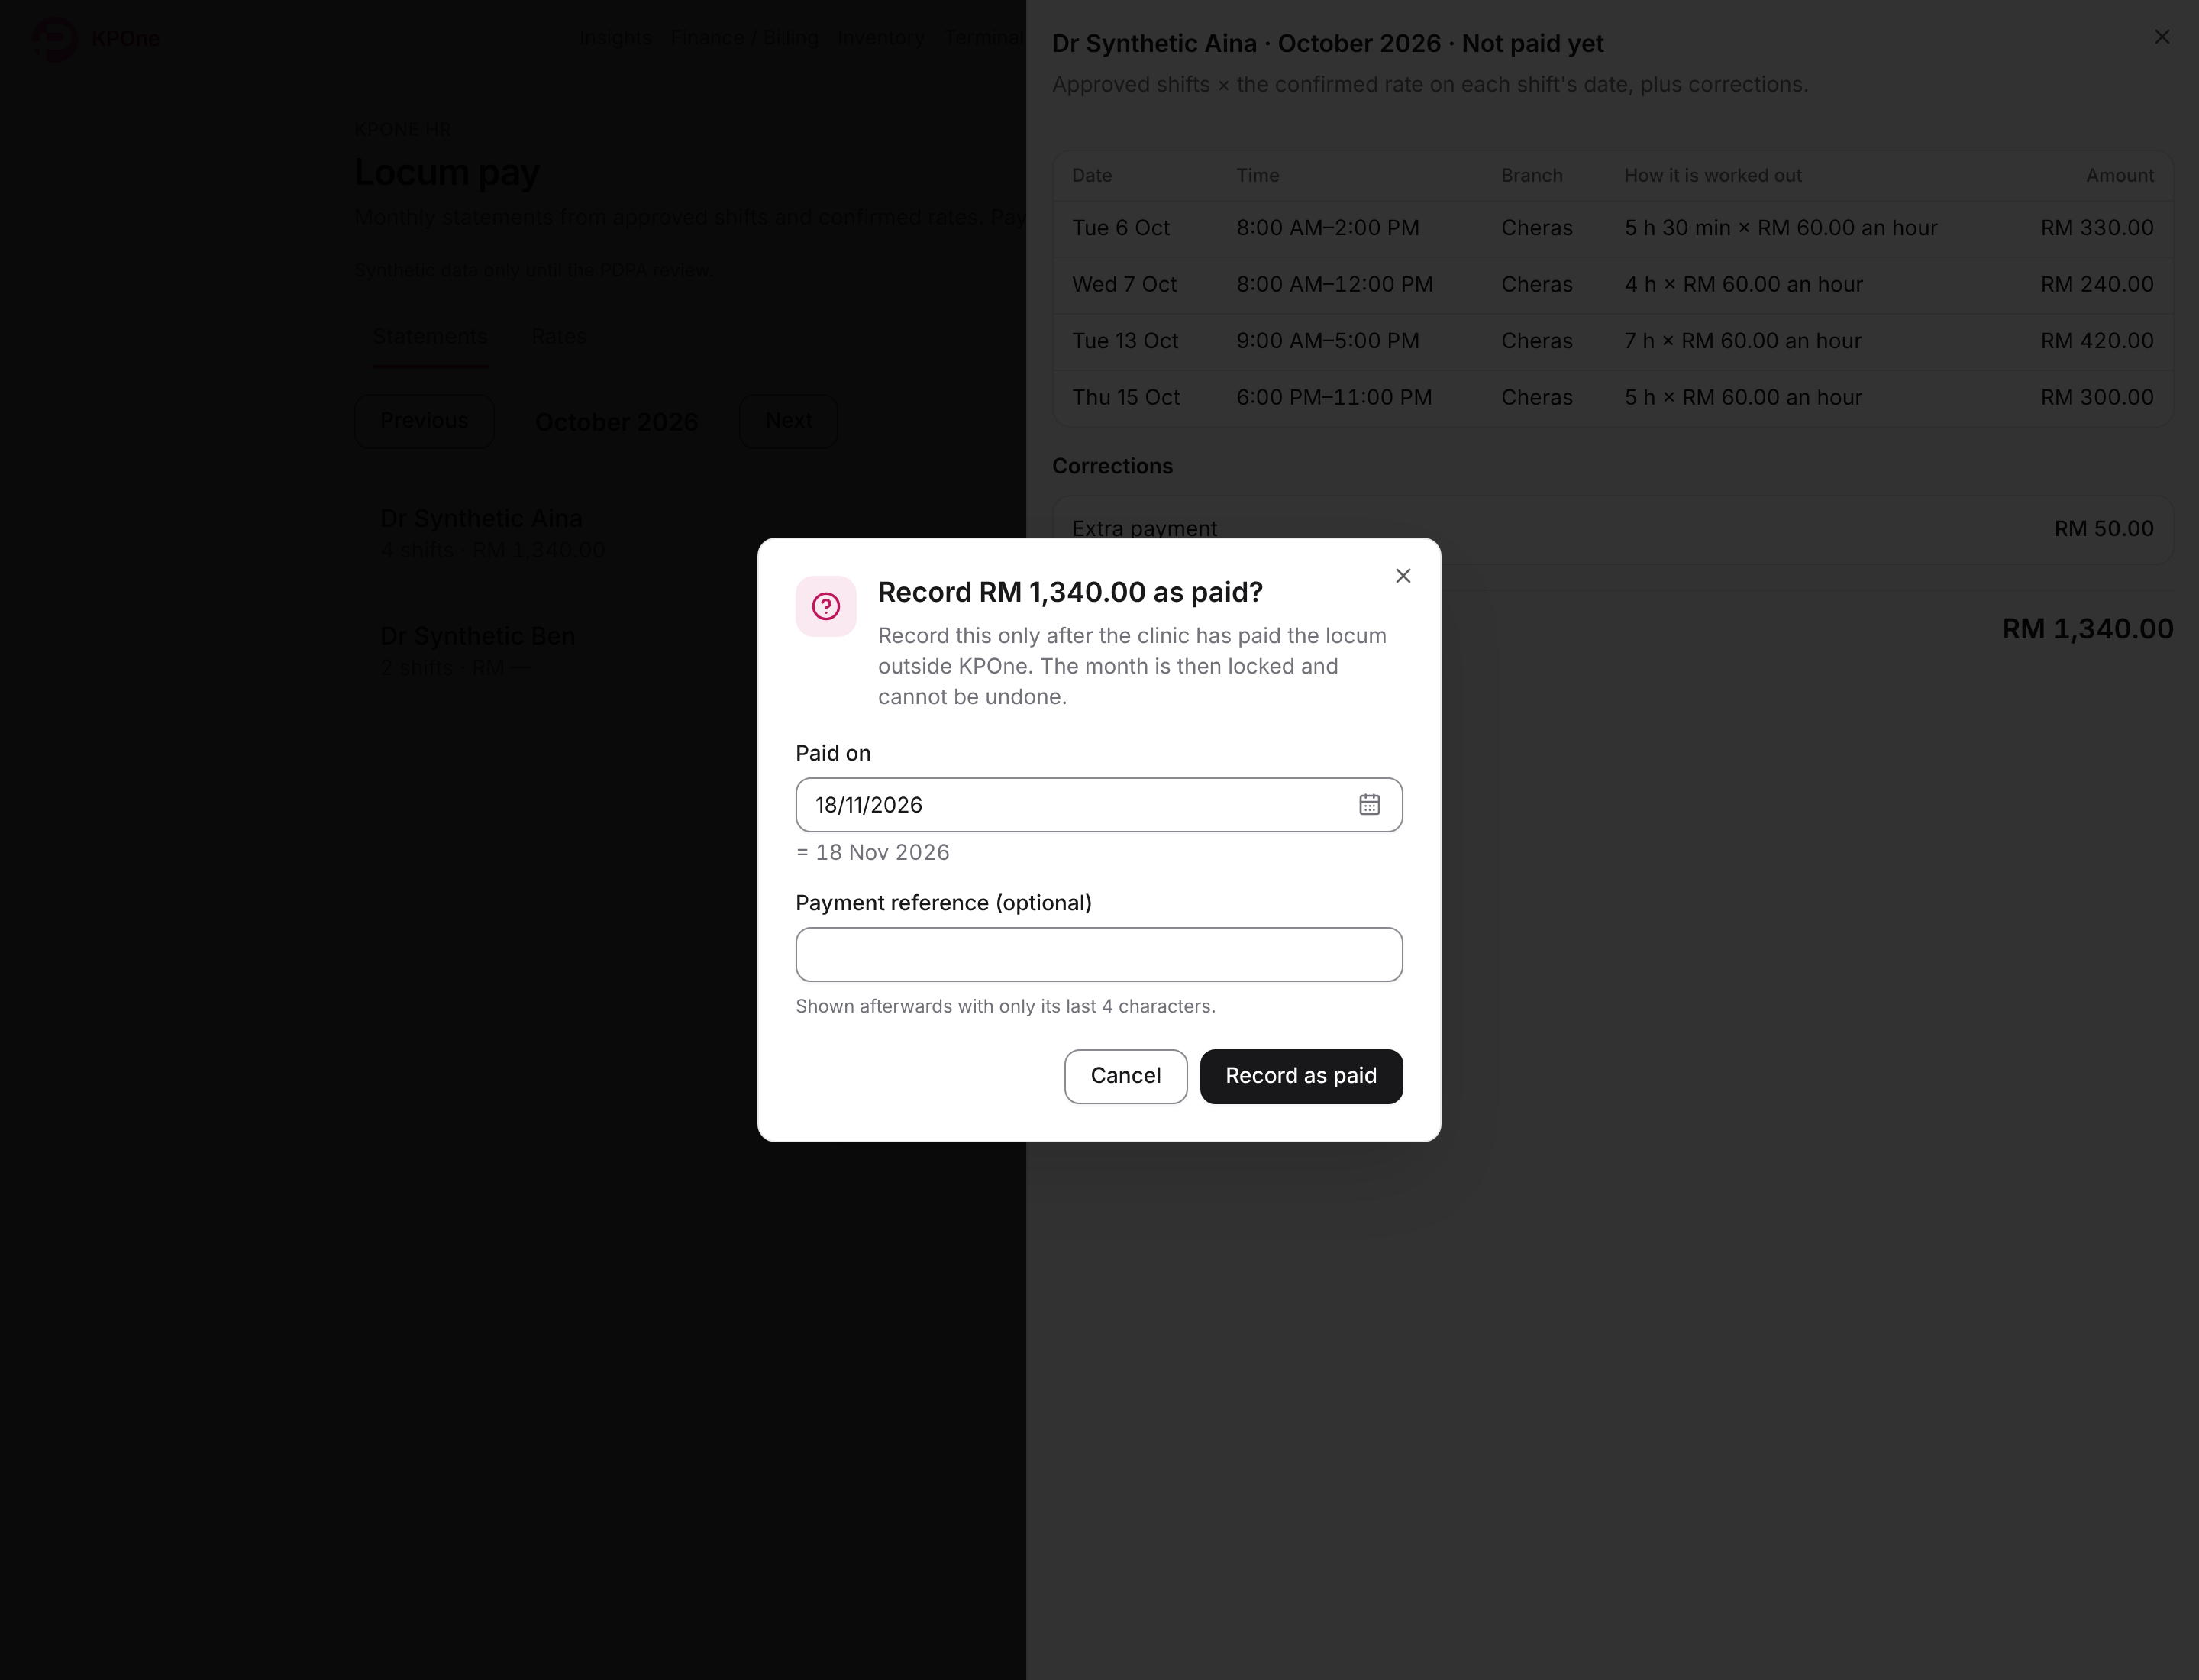 KPOne
Insights Finance / Billing Inventory Terminal
KPONE HR
Locum pay
Monthly statements from approved shifts and confirmed rates. Pay
Synthetic data only until the PDPA review.
Statements Rates
Previous October 2026 Next
Dr Synthetic Aina
4 shifts · RM 1,340.00
Dr Synthetic Ben
2 shifts · RM —
Dr Synthetic Aina · October 2026 · Not paid yet
Approved shifts × the confirmed rate on each shift's date, plus corrections.
Date Time Branch How it is worked out Amount
Tue 6 Oct 8:00 AM–2:00 PM Cheras 5 h 30 min × RM 60.00 an hour RM 330.00
Wed 7 Oct 8:00 AM–12:00 PM Cheras 4 h × RM 60.00 an hour RM 240.00
Tue 13 Oct 9:00 AM–5:00 PM Cheras 7 h × RM 60.00 an hour RM 420.00
Thu 15 Oct 6:00 PM–11:00 PM Cheras 5 h × RM 60.00 an hour RM 300.00
Corrections
Extra payment RM 50.00
RM 1,340.00
Record RM 1,340.00 as paid?
Record this only after the clinic has paid the locum
outside KPOne. The month is then locked and
cannot be undone.
Paid on
18/11/2026
= 18 Nov 2026
Payment reference (optional)
Shown afterwards with only its last 4 characters.
Cancel Record as paid